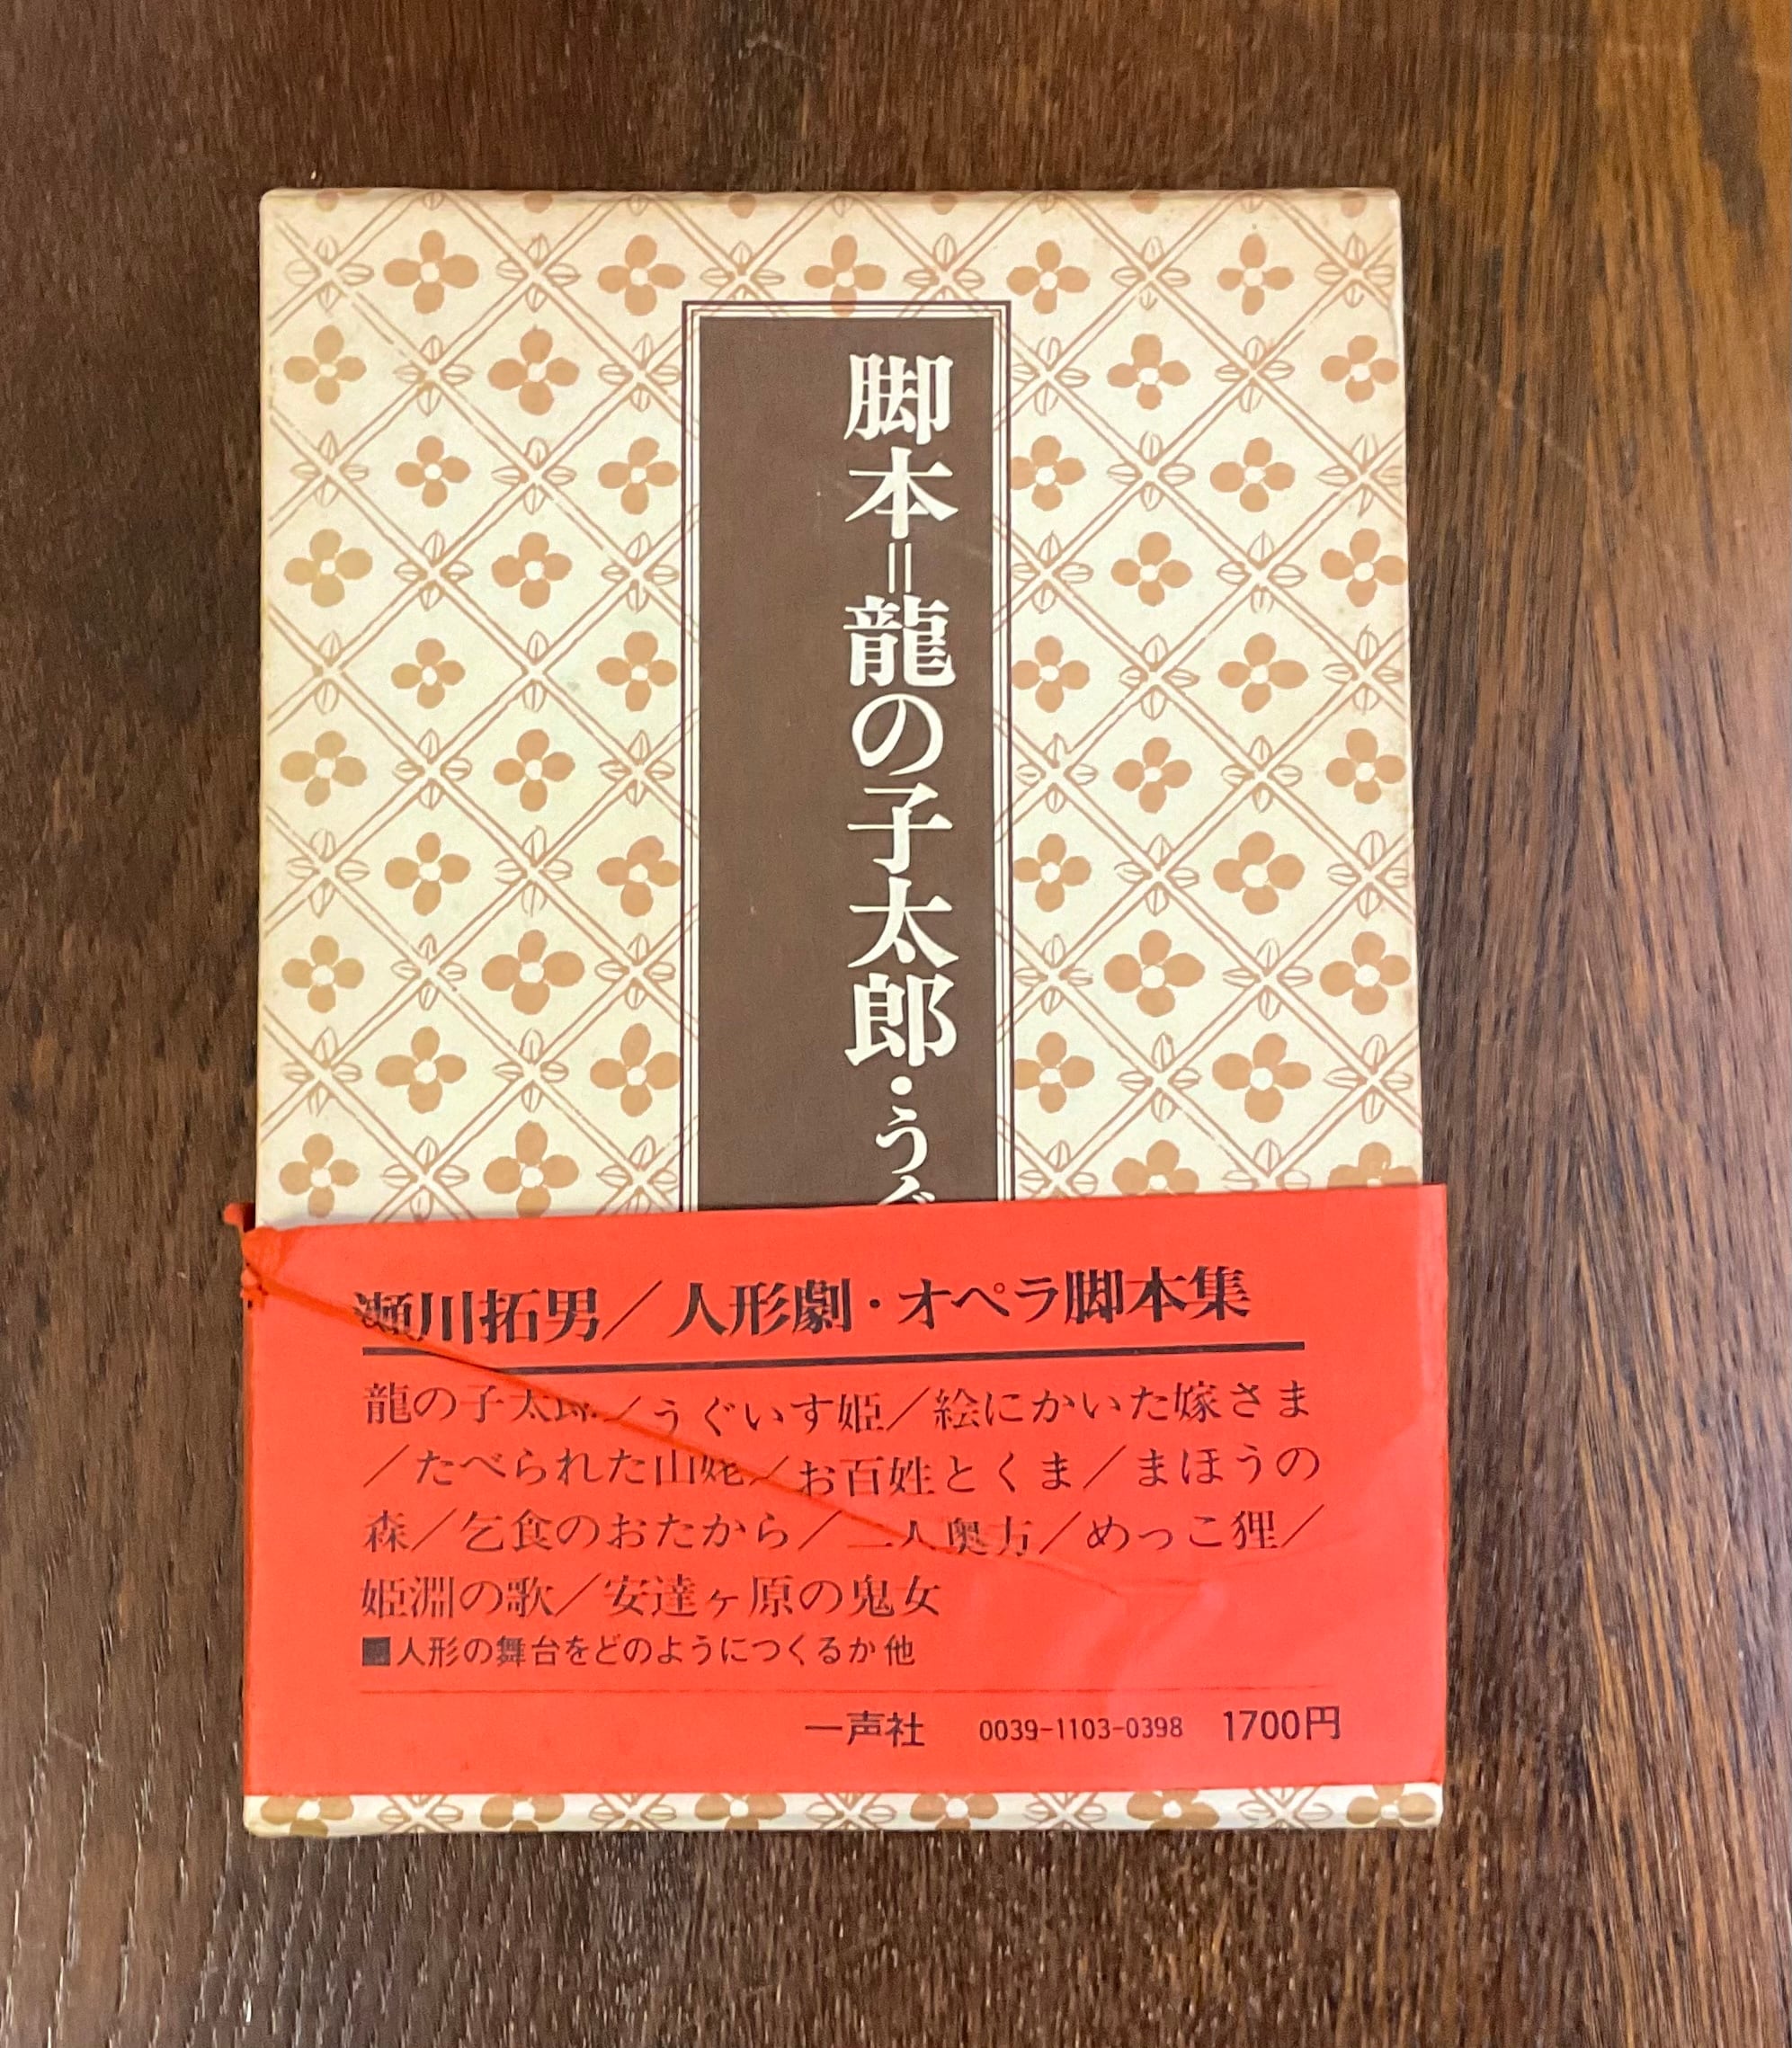 脚本=龍の子太郎・うぐ
瀬川拓男／人形劇・オペラ脚本集
龍の子太郎／うぐいす姫／絵にかいた嫁さま
／たべられた山姥／お百姓とくま／まほうの
森／乞食のおたから／二人奥方／めっこ狸／
姫淵の歌／安達ヶ原の鬼女
■人形の舞台をどのようにつくるか他
一声社 0039-1103-0398 1700円